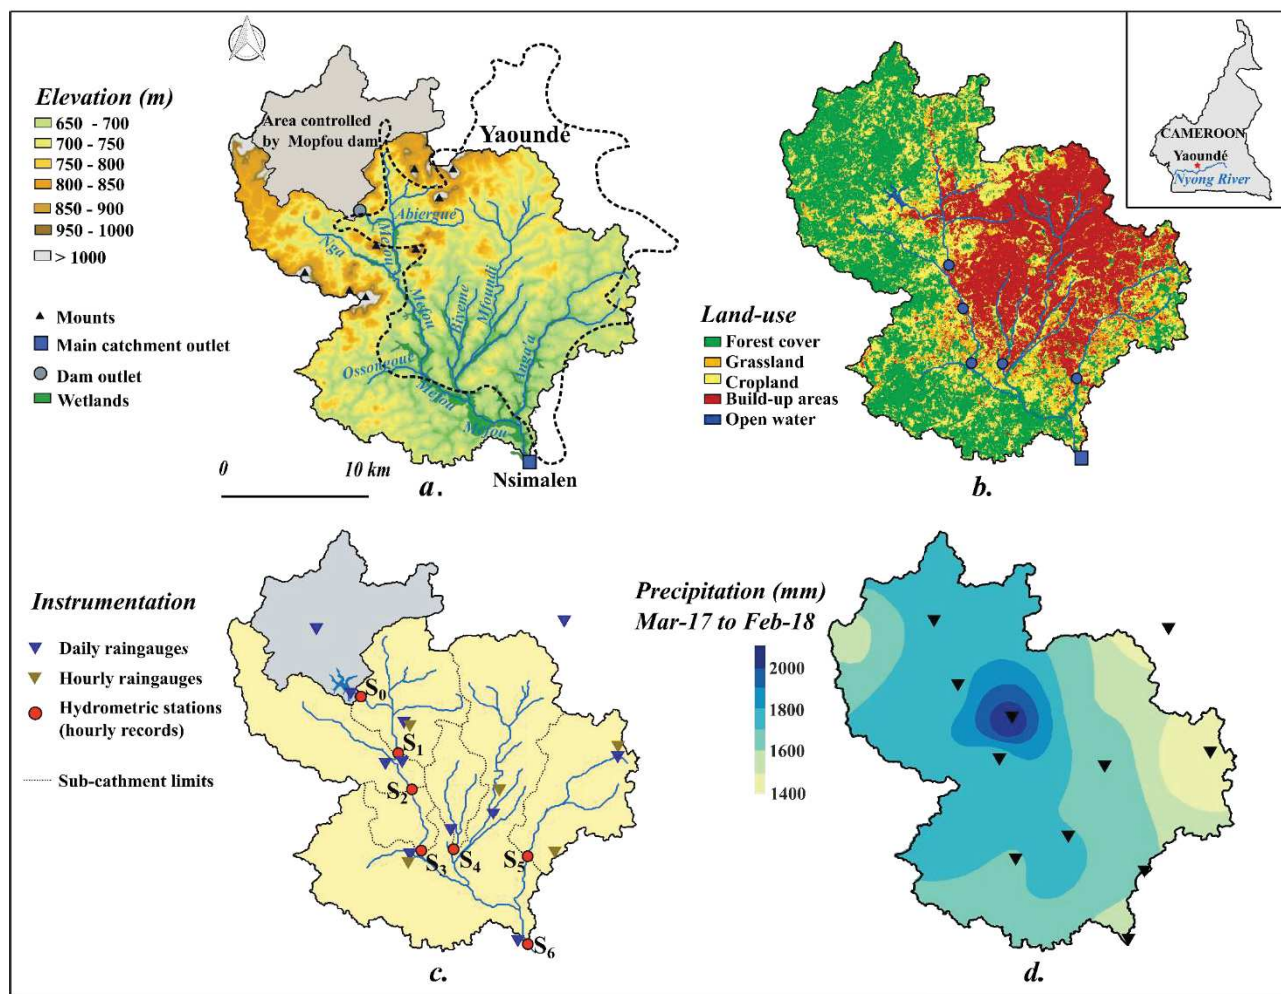 Elevation (m)
650 - 700
700 - 750
750 - 800
800 - 850
850 - 900
950 - 1000
> 1000
Mounts
Main catchment outlet
Dam outlet
Wetlands
0 10 km
Area controlled
by Mopfou dam
Yaoundé
Abiergué
Mefou
Nga
Mefou
Biyeme
Mfoundi
Anga'a
Ossongoue
Mefou
Mefou
Nsimalen
a.
Land-use
Forest cover
Grassland
Cropland
Build-up areas
Open water
b.
CAMEROON
Yaoundé
Nyong River
Instrumentation
Daily raingauges
Hourly raingauges
Hydrometric stations
(hourly records)
Sub-cathment limits
S0
S1
S2
S3
S4
S5
S6
c.
Precipitation (mm)
Mar-17 to Feb-18
2000
1800
1600
1400
d.